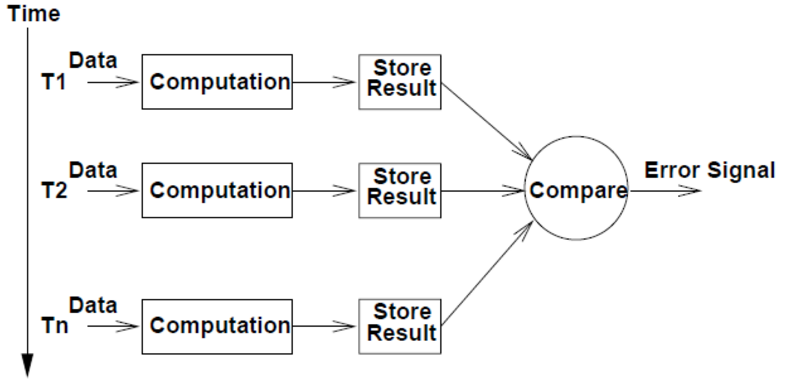 Time
Data
T1
Computation
Store
Result
Data
T2
Computation
Store
Result
Compare
Error Signal
Data
Tn
Computation
Store
Result